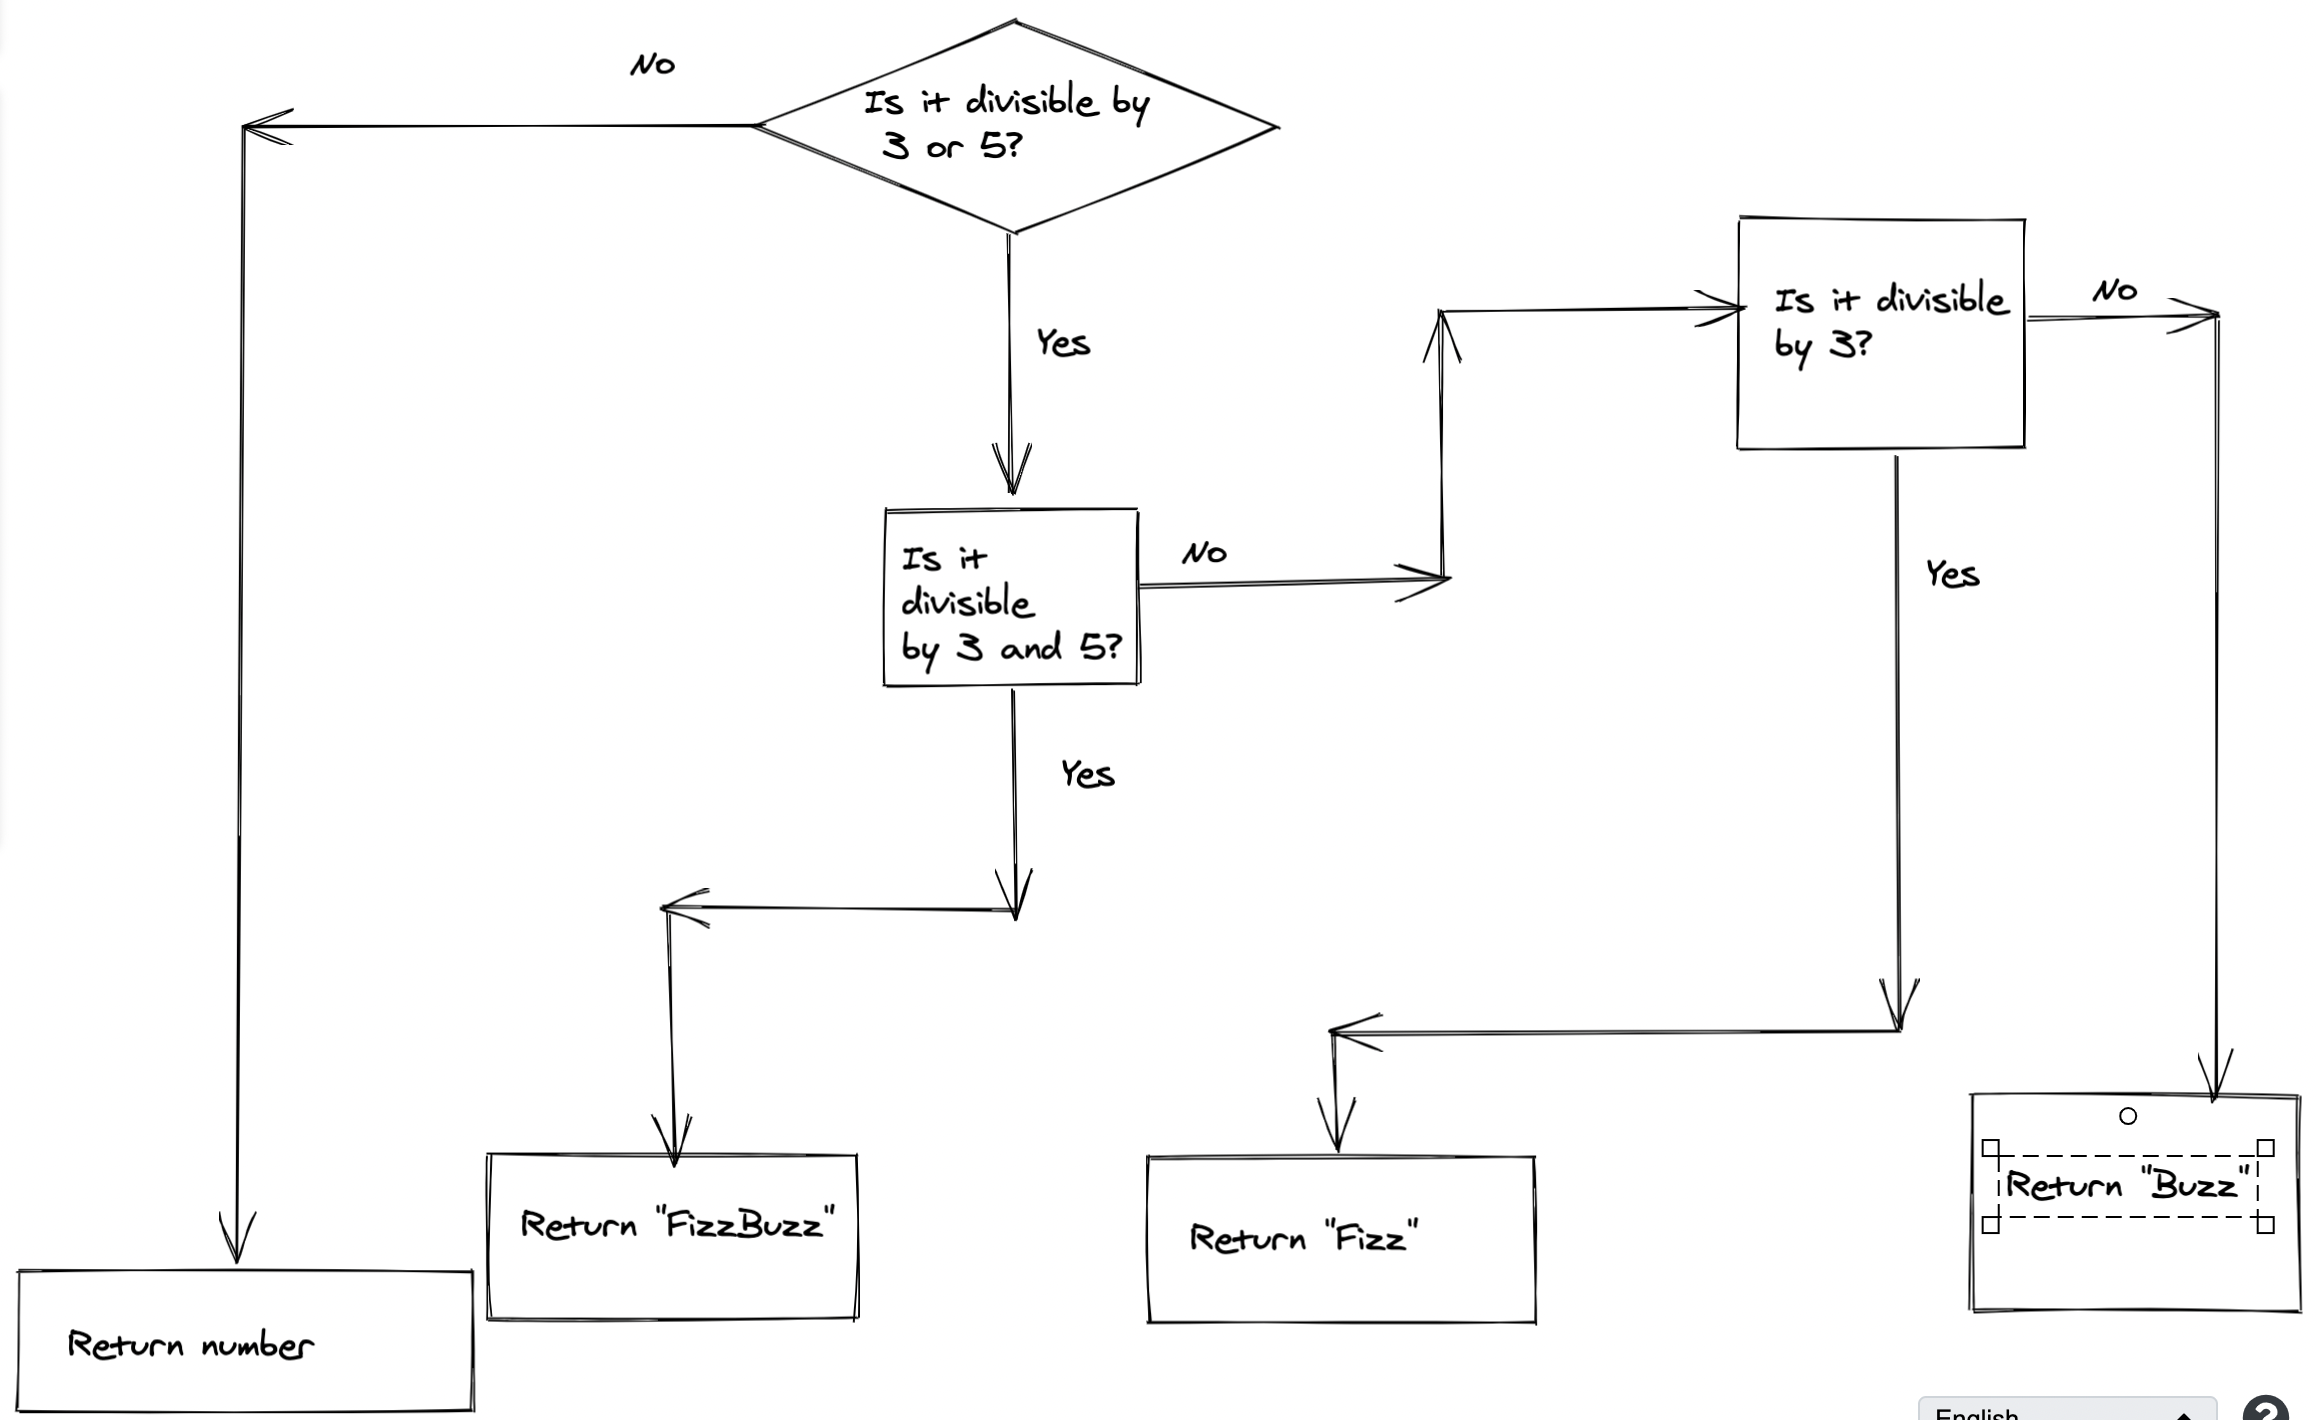 No
Is it divisible by
3 or 5?
Yes
Is it divisible
by 3?
No
Is it
divisible
by 3 and 5?
No
Yes
Yes
Return "FizzBuzz"
Return "Fizz"
Return "Buzz"
Return number
English
?